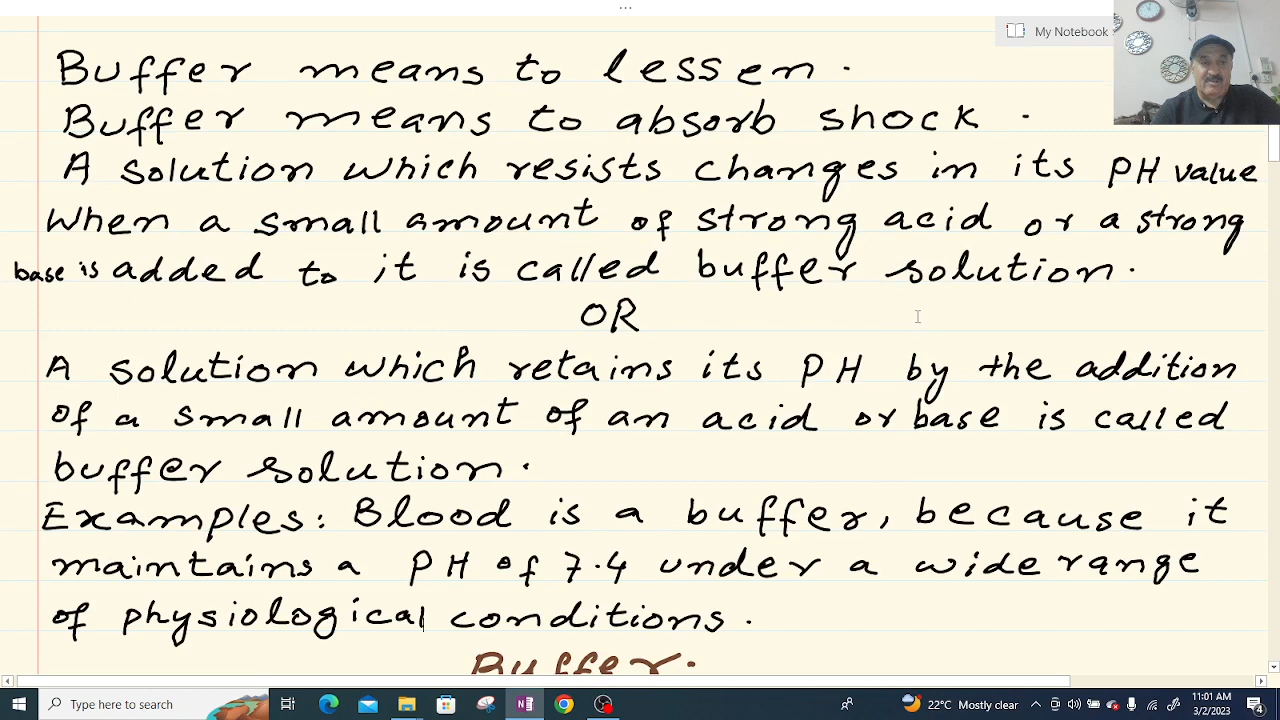 ...
My Notebook
Buffer means to lessen.
Buffer means to absorb shock.
A solution which resists changes in its PH value
when a small amount of strong acid or a strong
base is added to it is called buffer solution.
OR
A solution which retains its PH by the addition
of a small amount of an acid or base is called
buffer solution.
Examples: Blood is a buffer, because it
maintains a PH of 7.4 under a wide range
of physiological conditions.
Buffer.
Type here to search
22°C Mostly clear
11:01 AM
3/2/2023
4